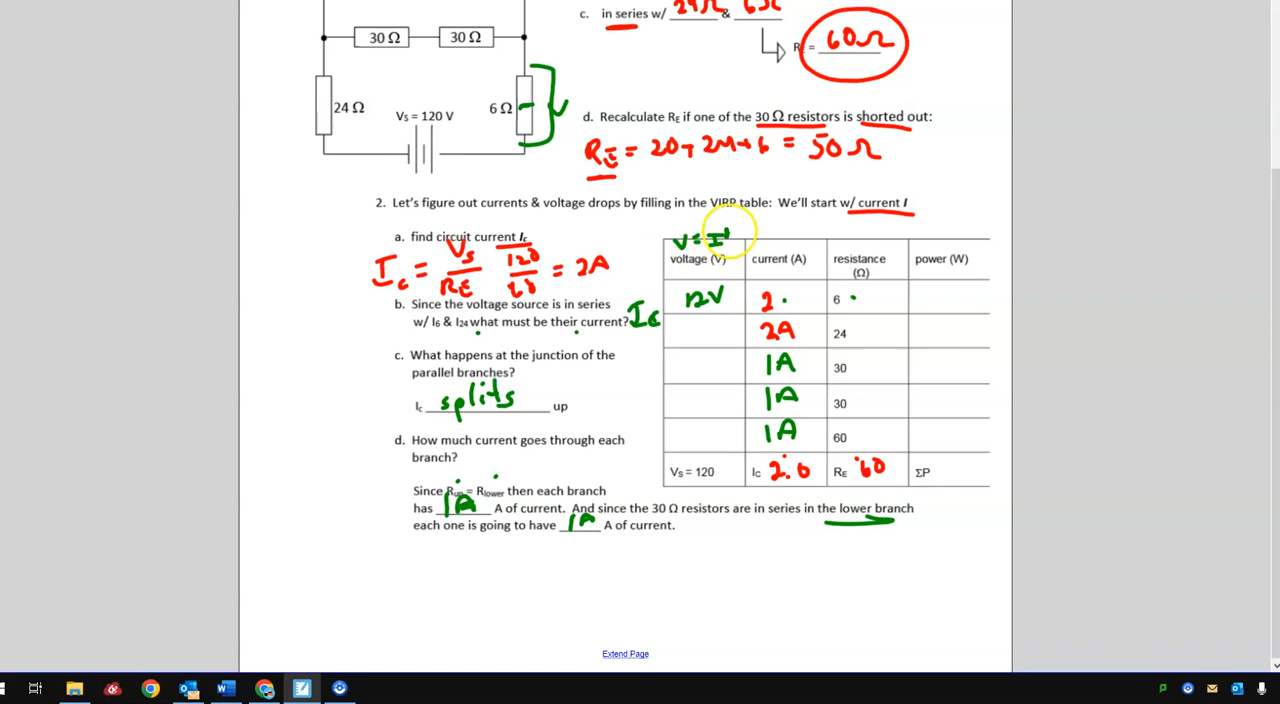 c. in series w/ 24Ω & 6Ω
30 Ω 30 Ω
R = 60Ω
24 Ω
6 Ω
V
Vs = 120 V
d. Recalculate RE if one of the 30 Ω resistors is shorted out:
RE = 20 + 24 + 6 = 50 Ω
2. Let's figure out currents & voltage drops by filling in the VIRP table: We'll start w/ current I
a. find circuit current Ic
Ic = Vs/RE 120/60 = 2A
b. Since the voltage source is in series
w/ I6 & I24 what must be their current? Ic
c. What happens at the junction of the
parallel branches?
Ic splits up
d. How much current goes through each
branch?
V = I
voltage (V) current (A) resistance (Ω) power (W)
12V 2 6
2A 24
1A 30
1A 30
1A 60
Vs = 120 Ic 2.0 RE 60 ΣP
Since Rup = Rlower then each branch
has 1A A of current. And since the 30 Ω resistors are in series in the lower branch
each one is going to have 1A A of current.
Extend Page